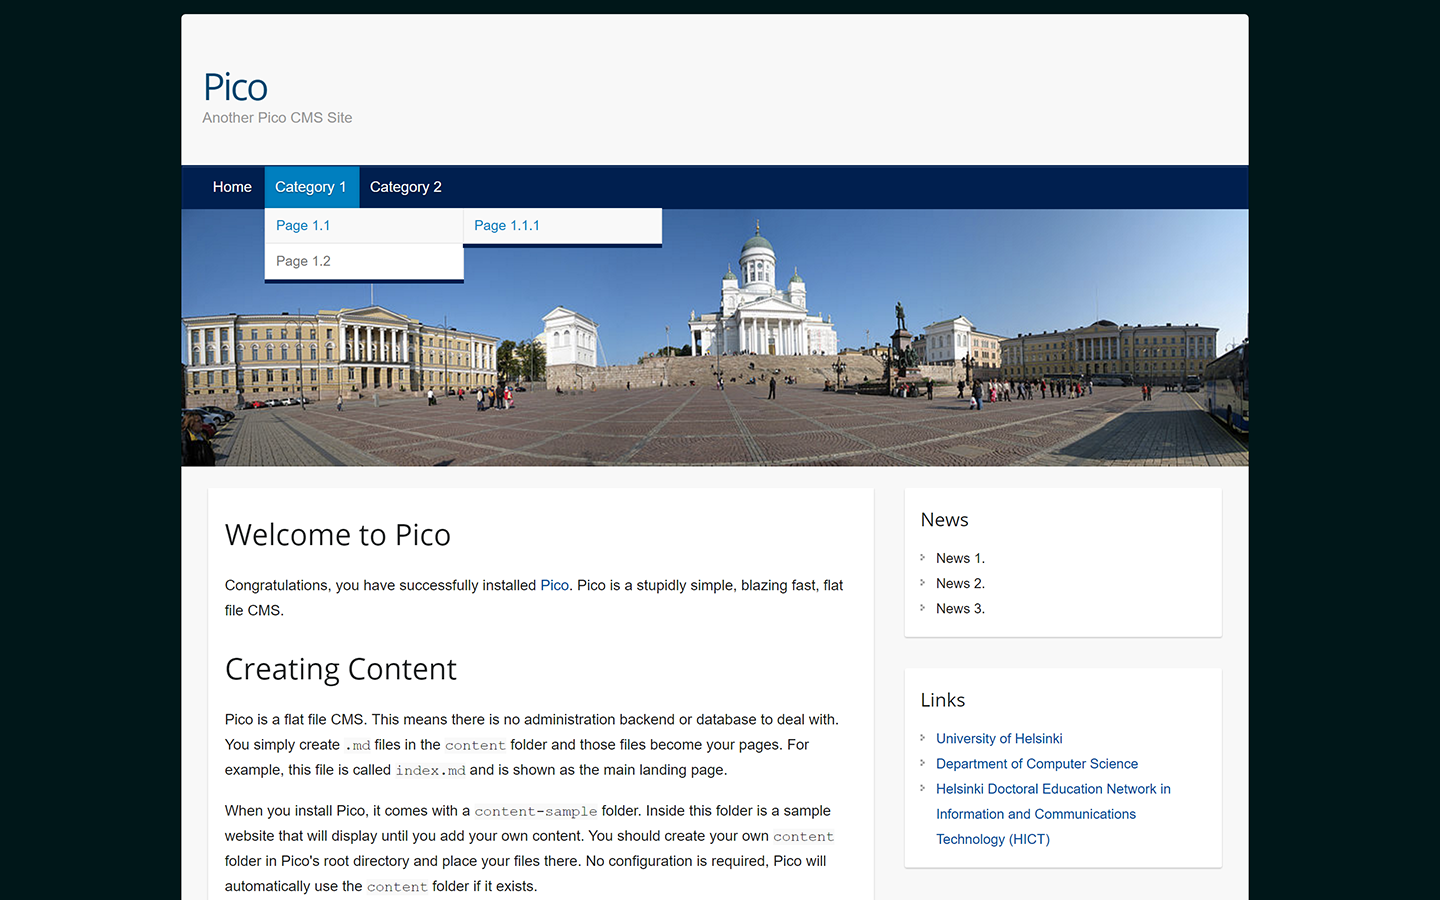 Pico
Another Pico CMS Site
Home Category 1 Category 2
Page 1.1 Page 1.1.1
Page 1.2
Welcome to Pico
Congratulations, you have successfully installed Pico. Pico is a stupidly simple, blazing fast, flat
file CMS.
Creating Content
Pico is a flat file CMS. This means there is no administration backend or database to deal with.
You simply create .md files in the content folder and those files become your pages. For
example, this file is called index.md and is shown as the main landing page.
When you install Pico, it comes with a content-sample folder. Inside this folder is a sample
website that will display until you add your own content. You should create your own content
folder in Pico's root directory and place your files there. No configuration is required, Pico will
automatically use the content folder if it exists.
News
News 1.
News 2.
News 3.
Links
University of Helsinki
Department of Computer Science
Helsinki Doctoral Education Network in
Information and Communications
Technology (HICT)